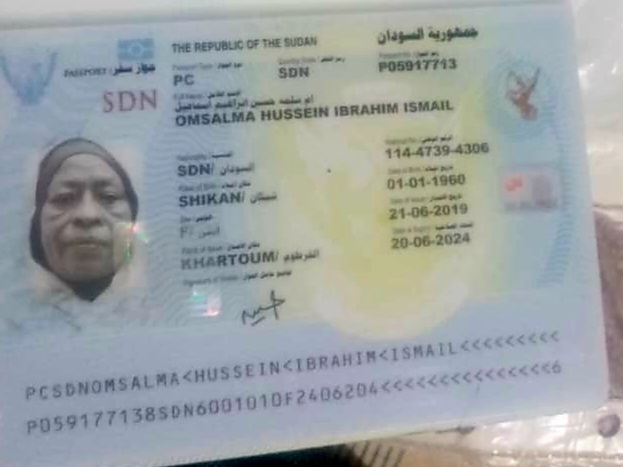 THE REPUBLIC OF THE SUDAN جمهورية السودان
PASSPORT / جواز سفر
PC SDN P05917713
SDN
ام سلمه حسين ابراهيم اسماعيل
OMSALMA HUSSEIN IBRAHIM ISMAIL
114-4739-4306
SDN/ السودان
01-01-1960
SHIKAN/ شيكان
21-06-2019
F/ انثى
20-06-2024
KHARTOUM/ الخرطوم
PCSDNOMSALMA<HUSSEIN<IBRAHIM<ISMAIL<<<<<<<<<
P059177138SDN6001010F2406204<<<<<<<<<<<<<<<6